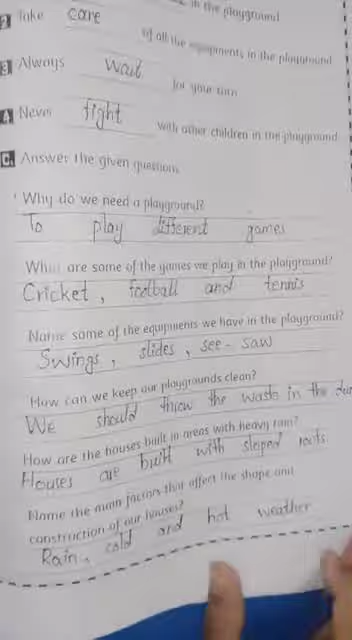 in the playground
2 Take care of all the equipments in the playground
3 Always wait for your turn
4 Never fight with other children in the playground
C. Answer the given questions
Why do we need a playground?
To play different games
What are some of the games we play in the playground?
Cricket, football and tennis
Name some of the equipments we have in the playground?
Swings, slides, see-saw
How can we keep our playgrounds clean?
We should throw the waste in the
How are the houses built in areas with heavy rain?
Houses are built with sloped roofs
Name the main factors that affect the shape and
construction of our houses?
Rain, cold and hot weather